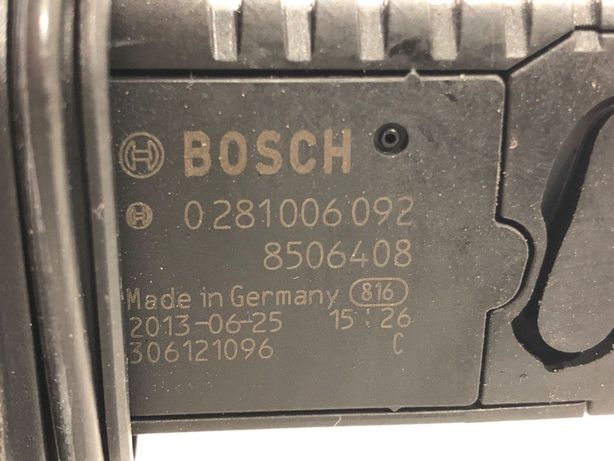 BOSCH
0 281 006 092
8506408
Made in Germany 816
2013-06-25 15:26
306121096 C